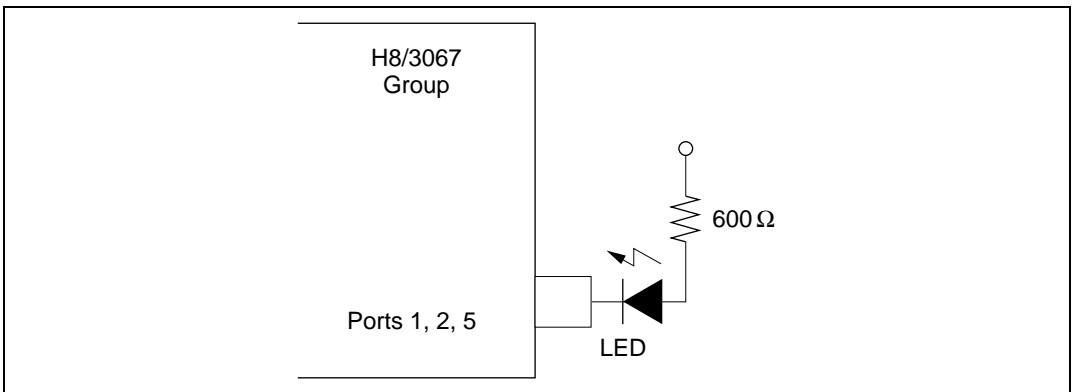 H8/3067
Group
600 Ω
Ports 1, 2, 5
LED